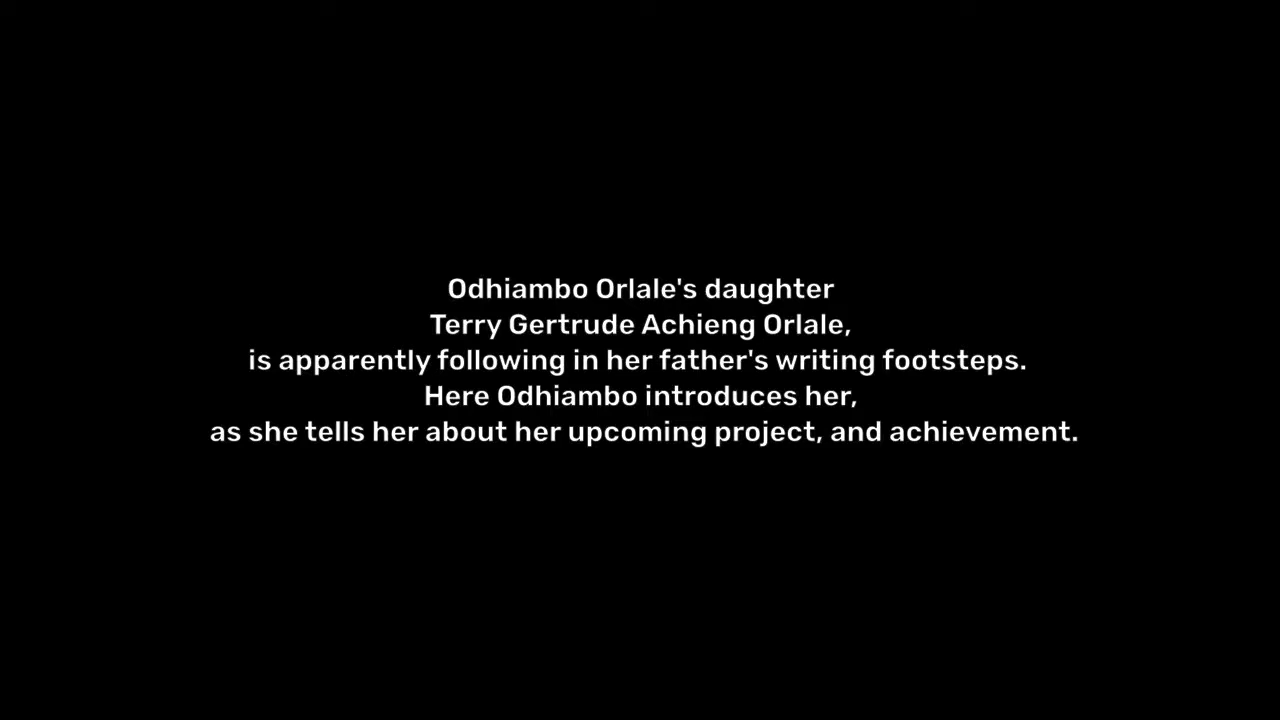 Odhiambo Orlale's daughter
Terry Gertrude Achieng Orlale,
is apparently following in her father's writing footsteps.
Here Odhiambo introduces her,
as she tells her about her upcoming project, and achievement.